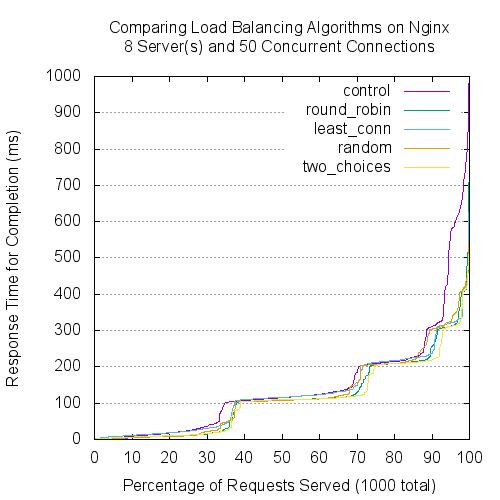 Comparing Load Balancing Algorithms on Nginx
8 Server(s) and 50 Concurrent Connections
Response Time for Completion (ms)
1000
900
800
700
600
500
400
300
200
100
0
control
round_robin
least_conn
random
two_choices
0 10 20 30 40 50 60 70 80 90 100
Percentage of Requests Served (1000 total)